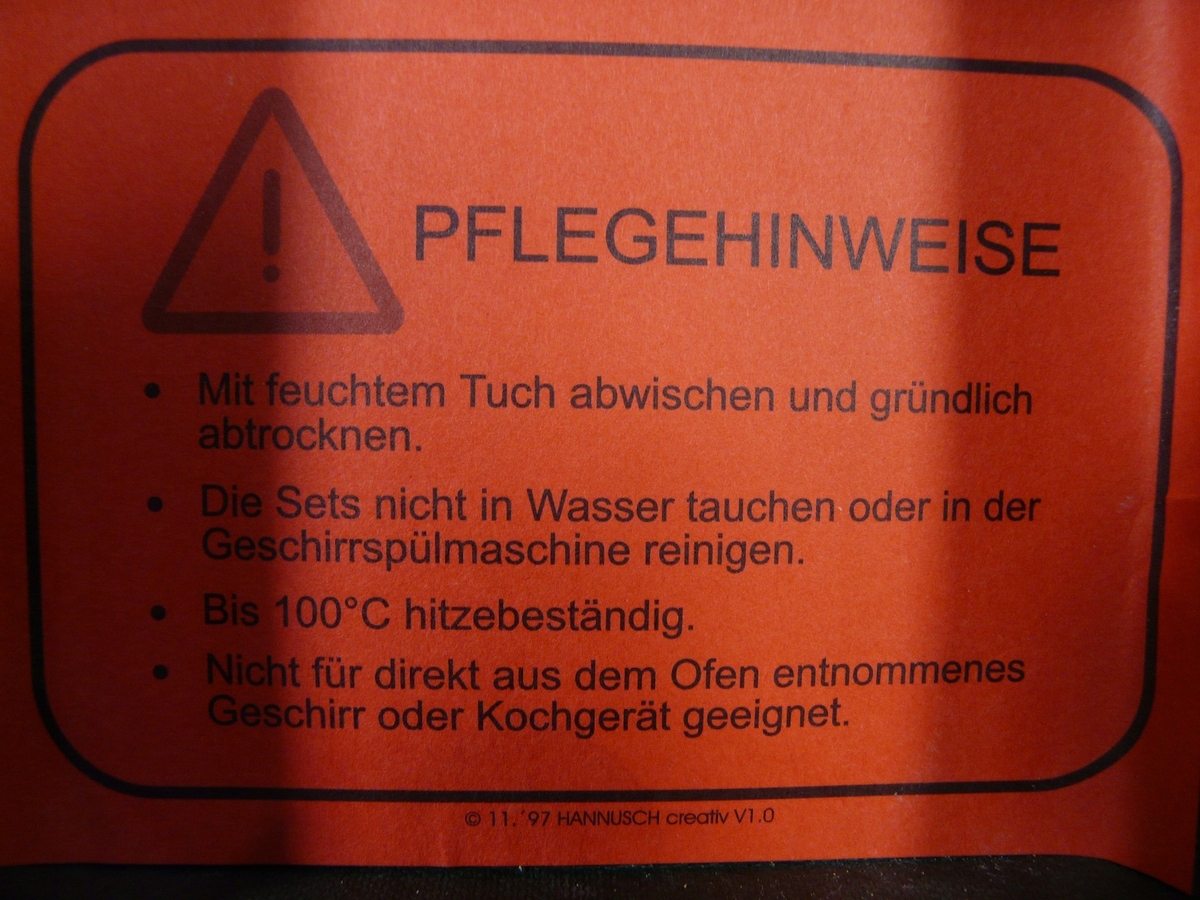 !
PFLEGEHINWEISE
• Mit feuchtem Tuch abwischen und gründlich
abtrocknen.
• Die Sets nicht in Wasser tauchen oder in der
Geschirrspülmaschine reinigen.
• Bis 100°C hitzebeständig.
• Nicht für direkt aus dem Ofen entnommenes
Geschirr oder Kochgerät geeignet.
© 11.´97 HANNUSCH creativ V1.0